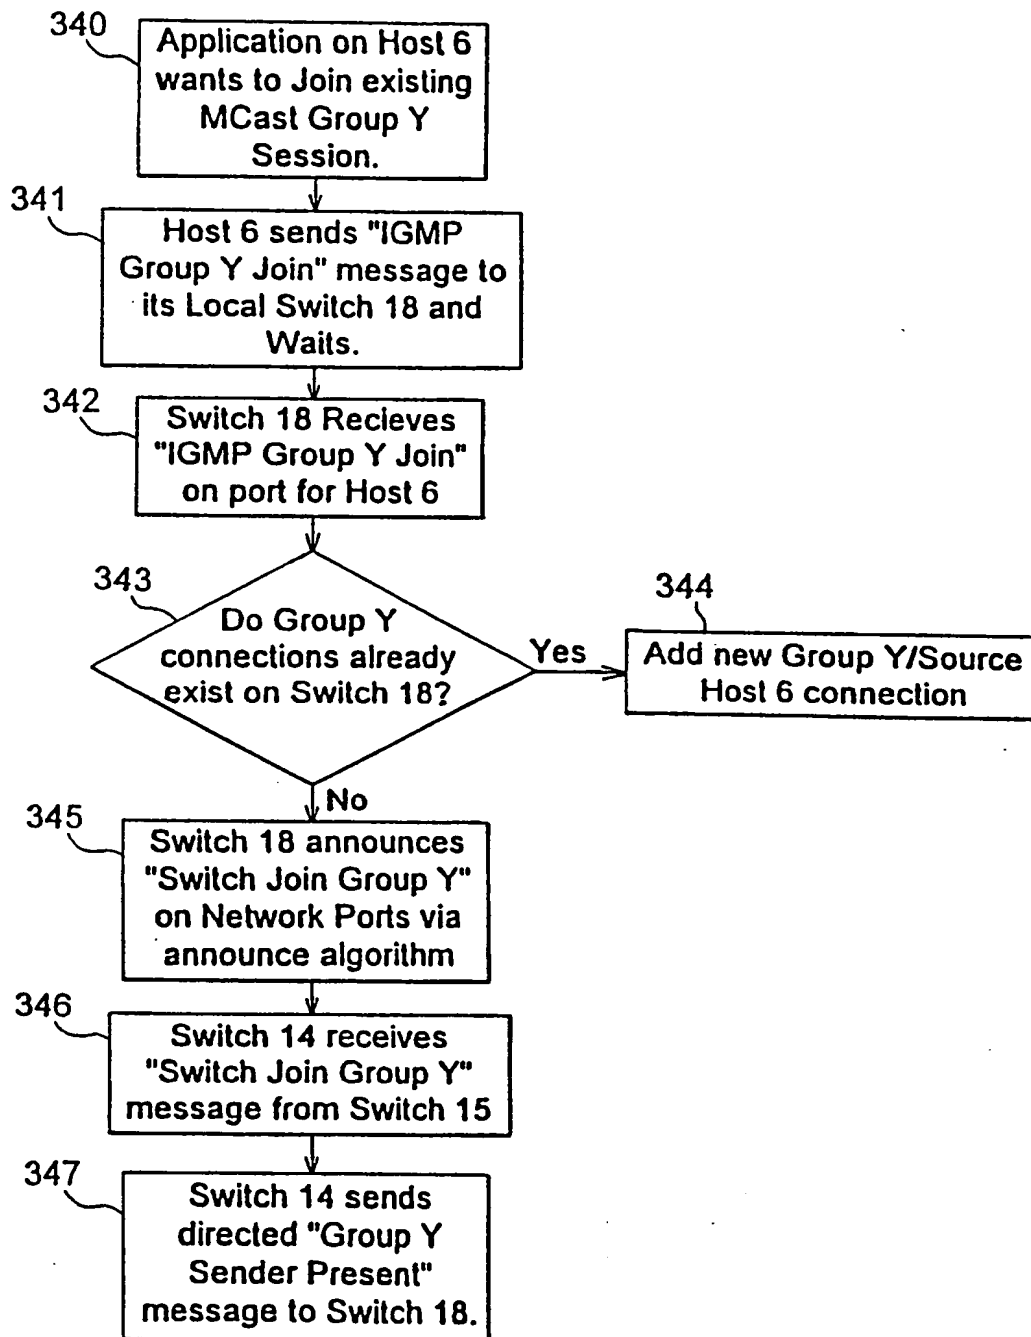 340
Application on Host 6
wants to Join existing
MCast Group Y
Session.
341
Host 6 sends "IGMP
Group Y Join" message to
its Local Switch 18 and
Waits.
342
Switch 18 Recieves
"IGMP Group Y Join"
on port for Host 6
343
Do Group Y
connections already
exist on Switch 18?
Yes
344
Add new Group Y/Source
Host 6 connection
No
345
Switch 18 announces
"Switch Join Group Y"
on Network Ports via
announce algorithm
346
Switch 14 receives
"Switch Join Group Y"
message from Switch 15
347
Switch 14 sends
directed "Group Y
Sender Present"
message to Switch 18.